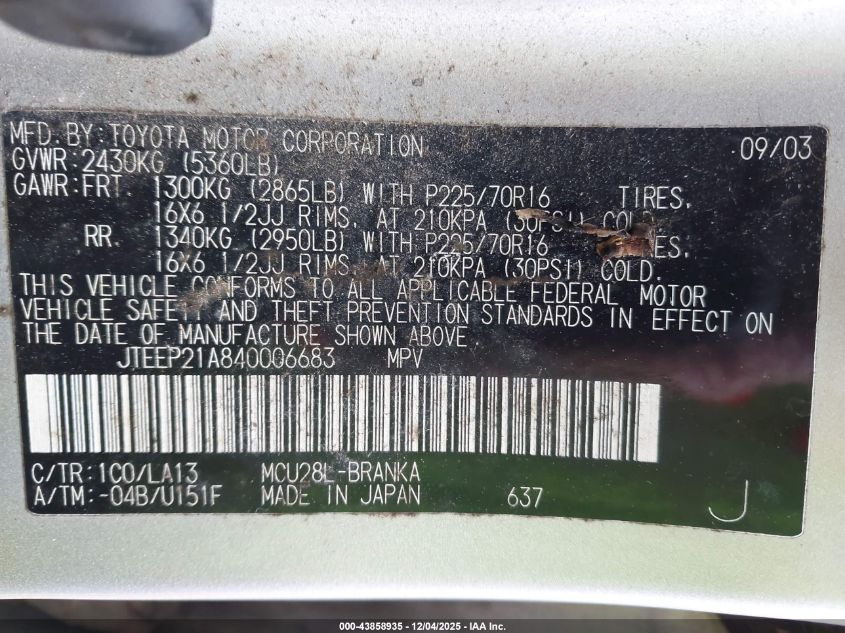 MFD. BY: TOYOTA MOTOR CORPORATION 09/03
GVWR: 2430KG (5360LB)
GAWR: FRT. 1300KG (2865LB) WITH P225/70R16 TIRES,
16X6 1/2JJ RIMS, AT 210KPA (30PSI) COLD.
RR. 1340KG (2950LB) WITH P225/70R16 TIRES,
16X6 1/2JJ RIMS, AT 210KPA (30PSI) COLD.
THIS VEHICLE CONFORMS TO ALL APPLICABLE FEDERAL MOTOR
VEHICLE SAFETY AND THEFT PREVENTION STANDARDS IN EFFECT ON
THE DATE OF MANUFACTURE SHOWN ABOVE.
JTEEP21A840006683 MPV
C/TR: 1C0/LA13 MCU28L-BRANKA
A/TM: -04B/U151F MADE IN JAPAN 637 J
000-43858935 - 12/04/2025 - IAA Inc.